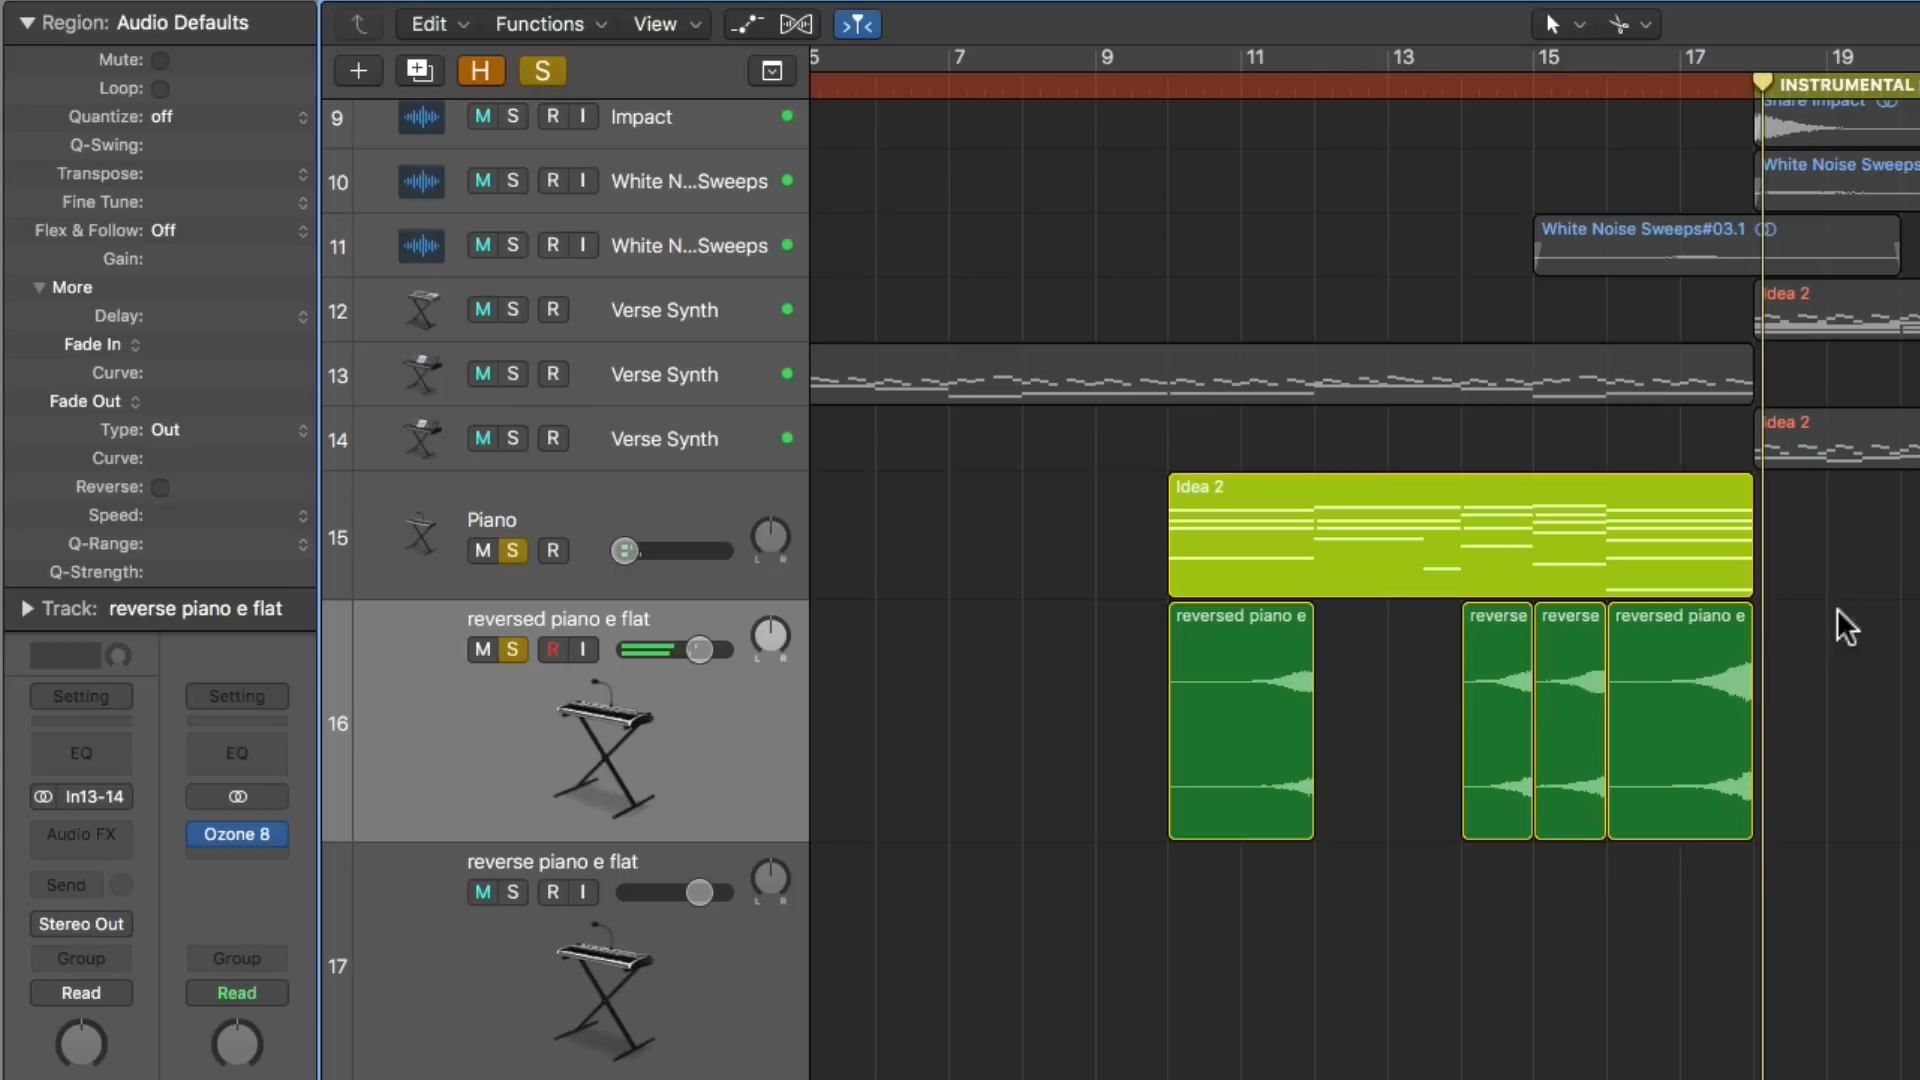 Region: Audio Defaults
Mute:
Loop:
Quantize: off
Q-Swing:
Transpose:
Fine Tune:
Flex & Follow: Off
Gain:
More
Delay:
Fade In
Curve:
Fade Out
Type: Out
Curve:
Reverse:
Speed:
Q-Range:
Q-Strength:
Track: reverse piano e flat
Setting Setting
EQ EQ
In13-14
Audio FX Ozone 8
Send
Stereo Out
Group Group
Read Read
Edit Functions View
H S
7 9 11 13 15 17 19
INSTRUMENTAL
9 M S R I Impact
10 M S R I White N...Sweeps
White Noise Sweeps
11 M S R I White N...Sweeps
White Noise Sweeps#03.1
12 M S R Verse Synth
Idea 2
13 M S R Verse Synth
14 M S R Verse Synth
Idea 2
15 Piano
M S R
L R
Idea 2
16 reversed piano e flat
M S R I
L R
reversed piano e
reverse
reverse
reversed piano e
17 reverse piano e flat
M S R I
L R